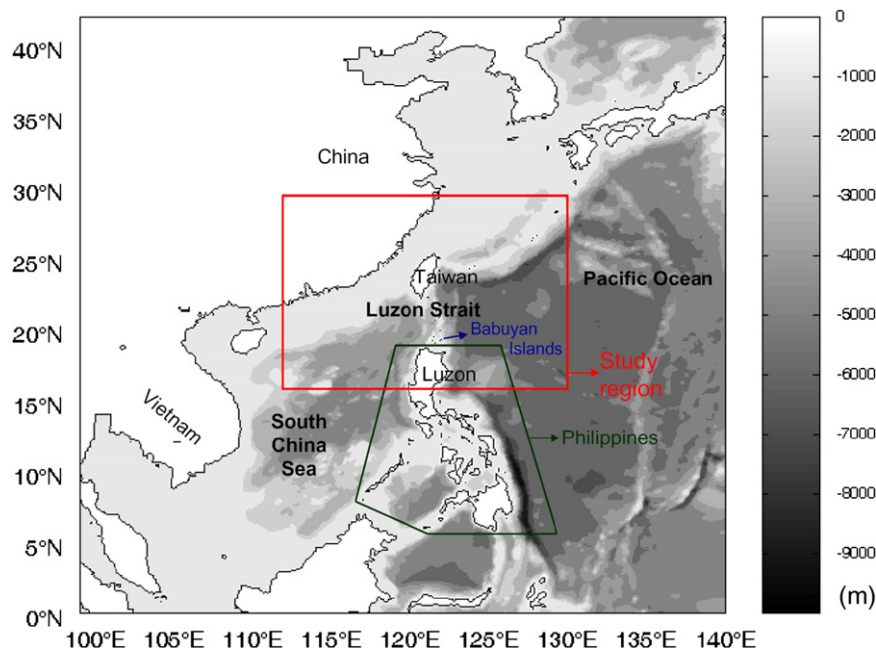 40°N
35°N
30°N
25°N
20°N
15°N
10°N
5°N
0°N
100°E 105°E 110°E 115°E 120°E 125°E 130°E 135°E 140°E
China
Taiwan
Pacific Ocean
Luzon Strait
Babuyan
Islands
Luzon
Study
region
Vietnam
South
China
Sea
Philippines
0
-1000
-2000
-3000
-4000
-5000
-6000
-7000
-8000
-9000
(m)